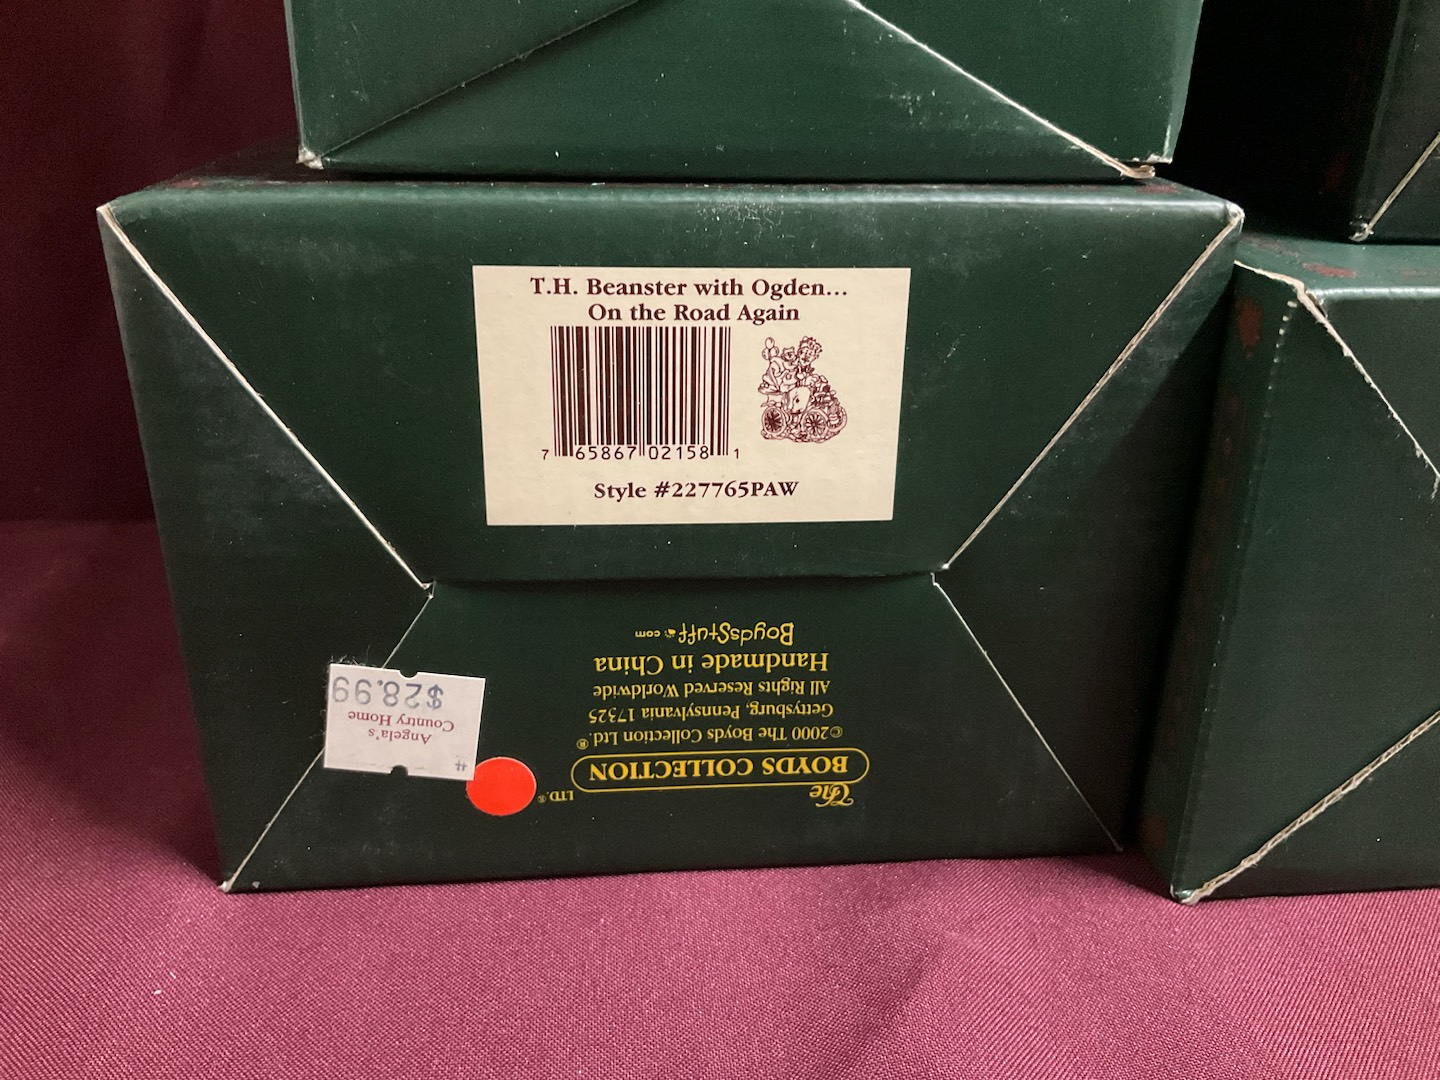 T.H. Beanster with Ogden...
On the Road Again
7 65867 02158 1
Style #227765PAW
The
BOYDS COLLECTION
LTD.®
©2000 The Boyds Collection Ltd.®
Gettysburg, Pennsylvania 17325
All Rights Reserved Worldwide
Handmade in China
BoydsStuff.com
#
Angela's
Country Home
$28.99